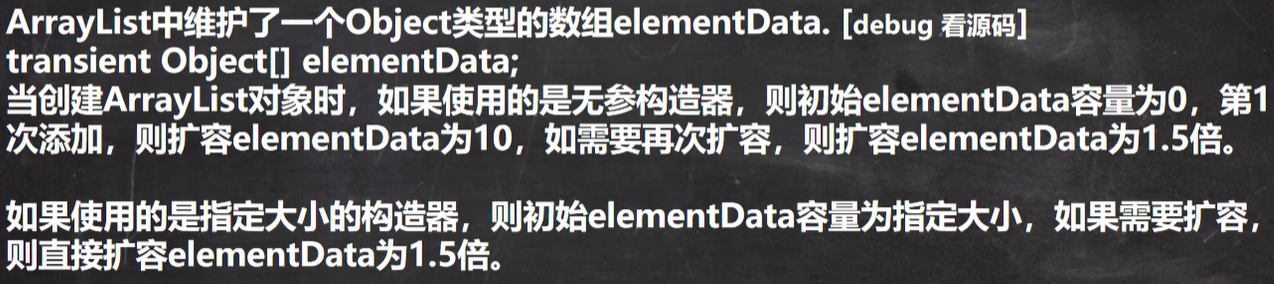 ArrayList中维护了一个Object类型的数组elementData. [debug 看源码]
transient Object[] elementData;
当创建ArrayList对象时，如果使用的是无参构造器，则初始elementData容量为0，第1
次添加，则扩容elementData为10，如需要再次扩容，则扩容elementData为1.5倍。
如果使用的是指定大小的构造器，则初始elementData容量为指定大小，如果需要扩容，
则直接扩容elementData为1.5倍。